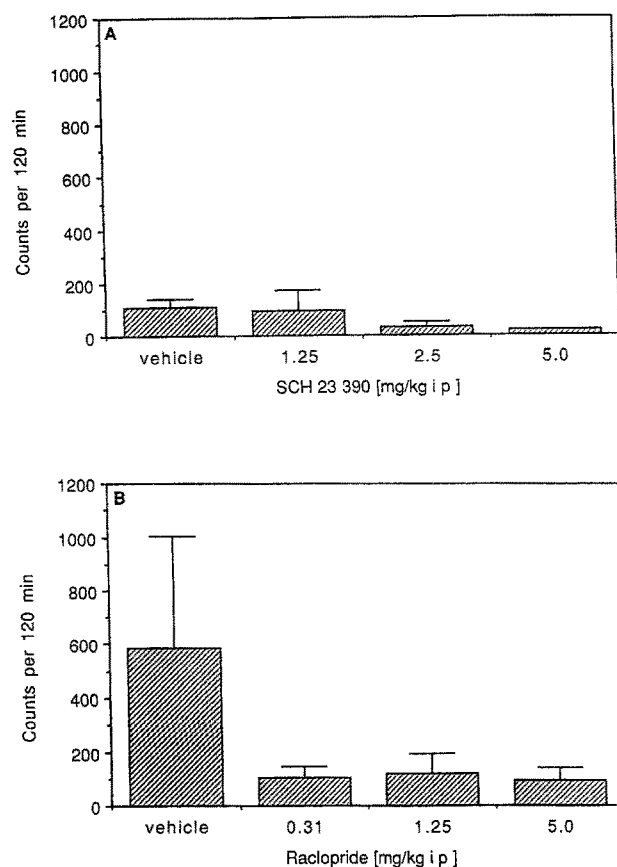 A
1200
1000
800
600
400
200
0
Counts per 120 min
vehicle 1.25 2.5 5.0
SCH 23 390 [mg/kg i p ]
B
1200
1000
800
600
400
200
0
Counts per 120 min
vehicle 0.31 1.25 5.0
Raclopride [mg/kg i p ]